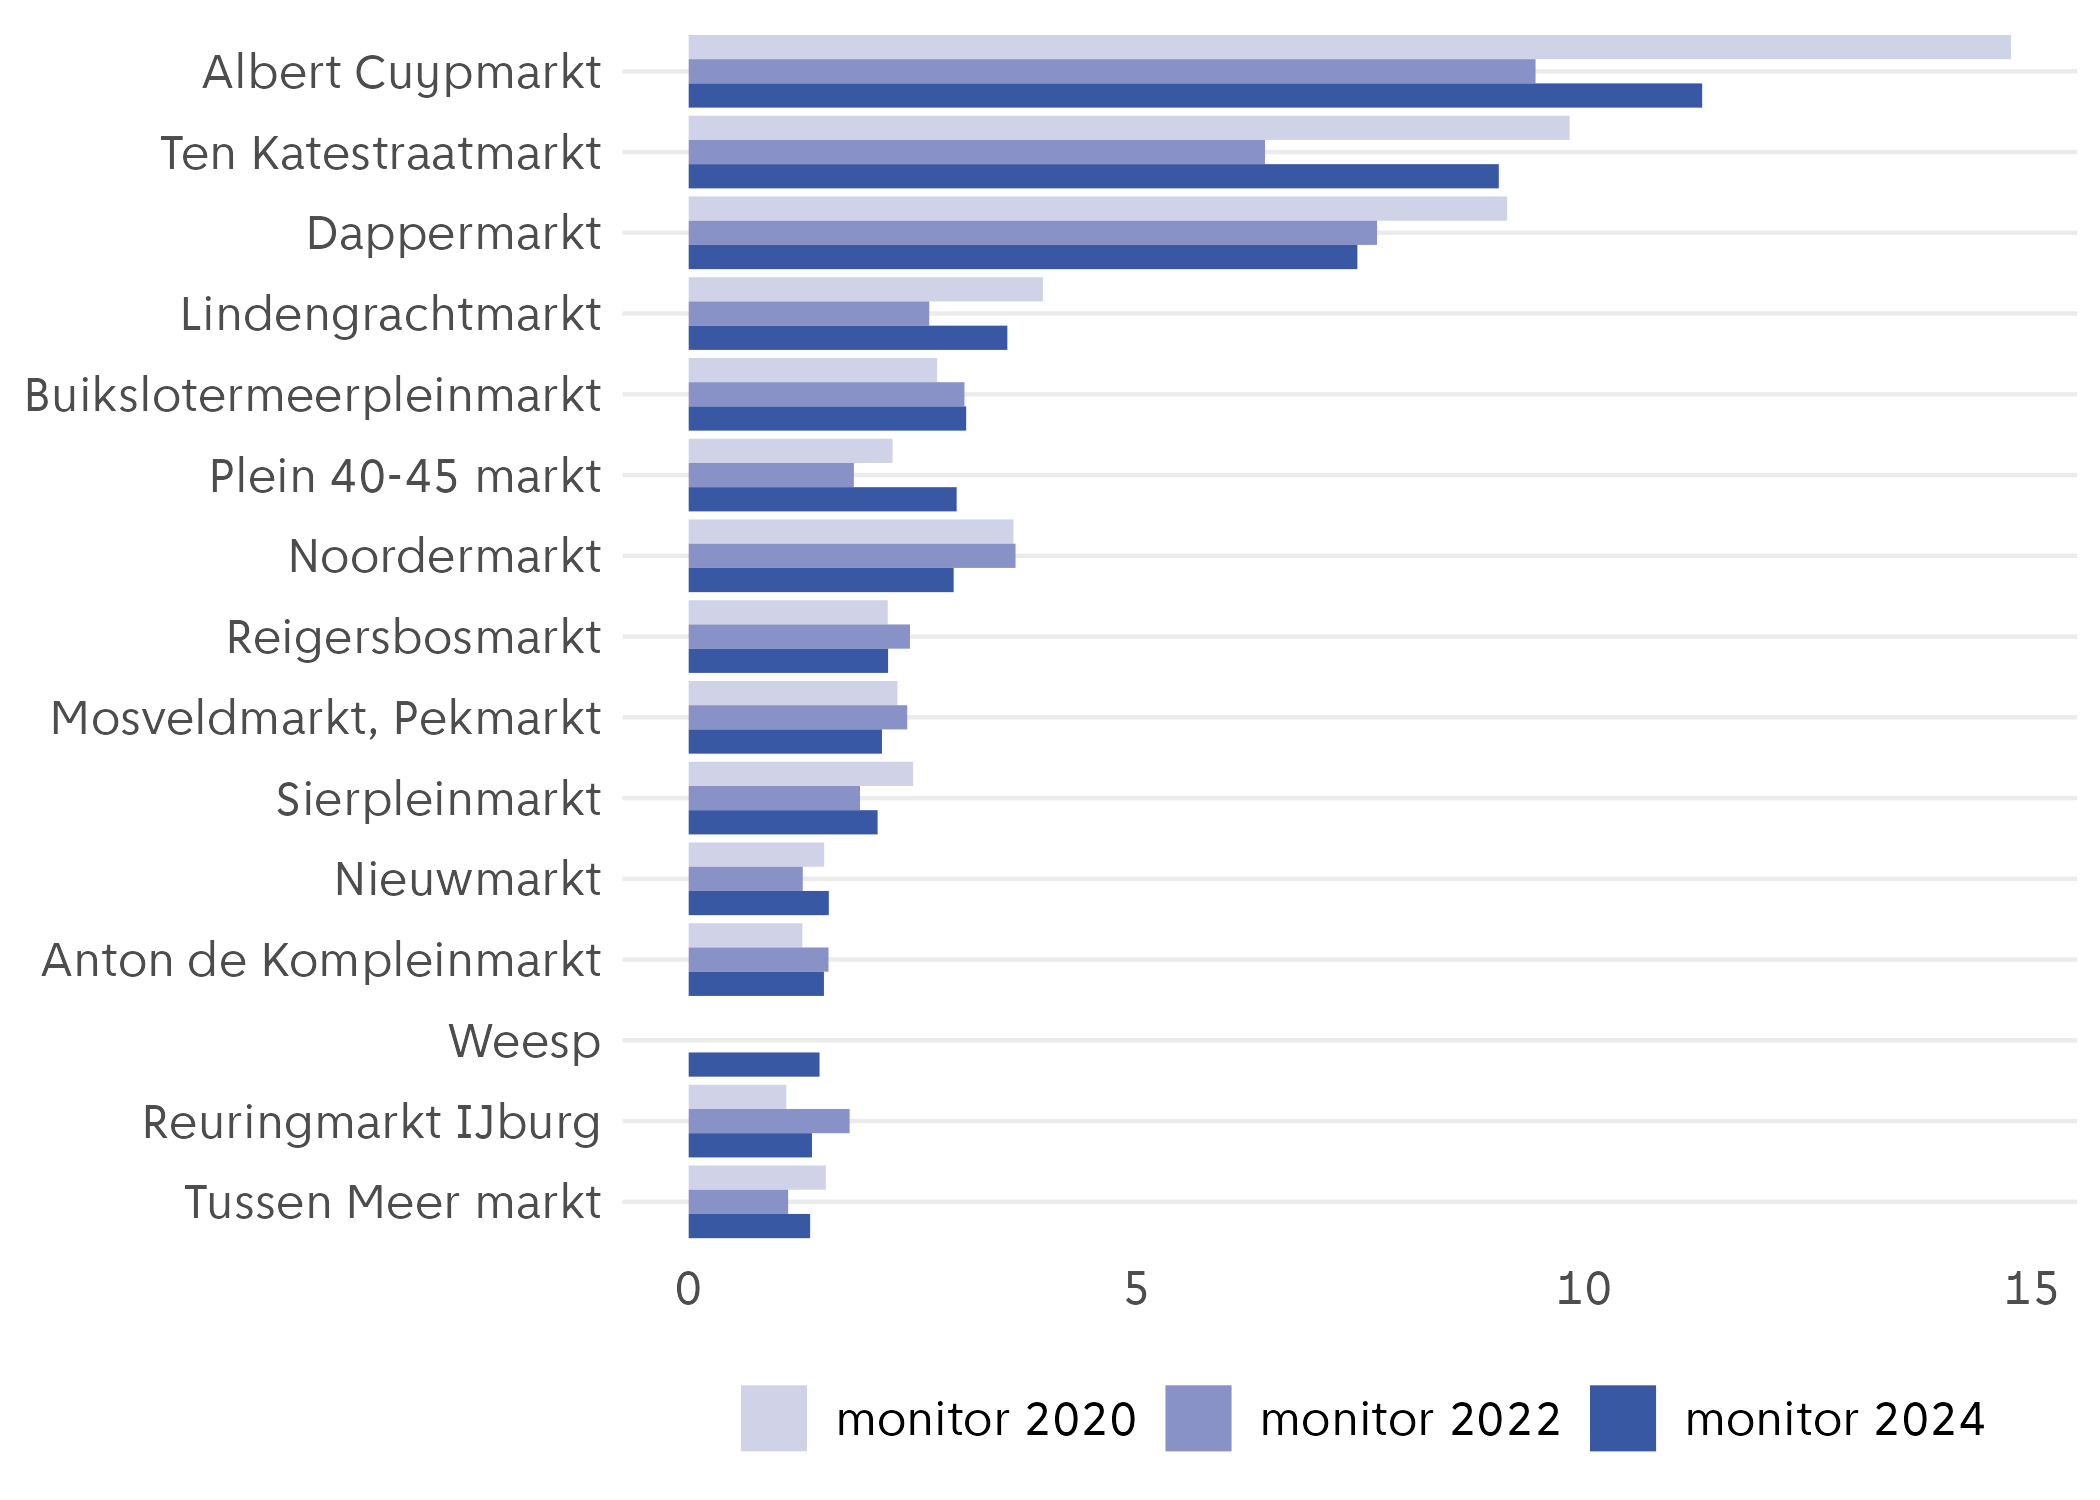 Albert Cuypmarkt
Ten Katestraatmarkt
Dappermarkt
Lindengrachtmarkt
Buikslotermeerpleinmarkt
Plein 40-45 markt
Noordermarkt
Reigersbosmarkt
Mosveldmarkt, Pekmarkt
Sierpleinmarkt
Nieuwmarkt
Anton de Kompleinmarkt
Weesp
Reuringmarkt IJburg
Tussen Meer markt
0 5 10 15
monitor 2020 monitor 2022 monitor 2024